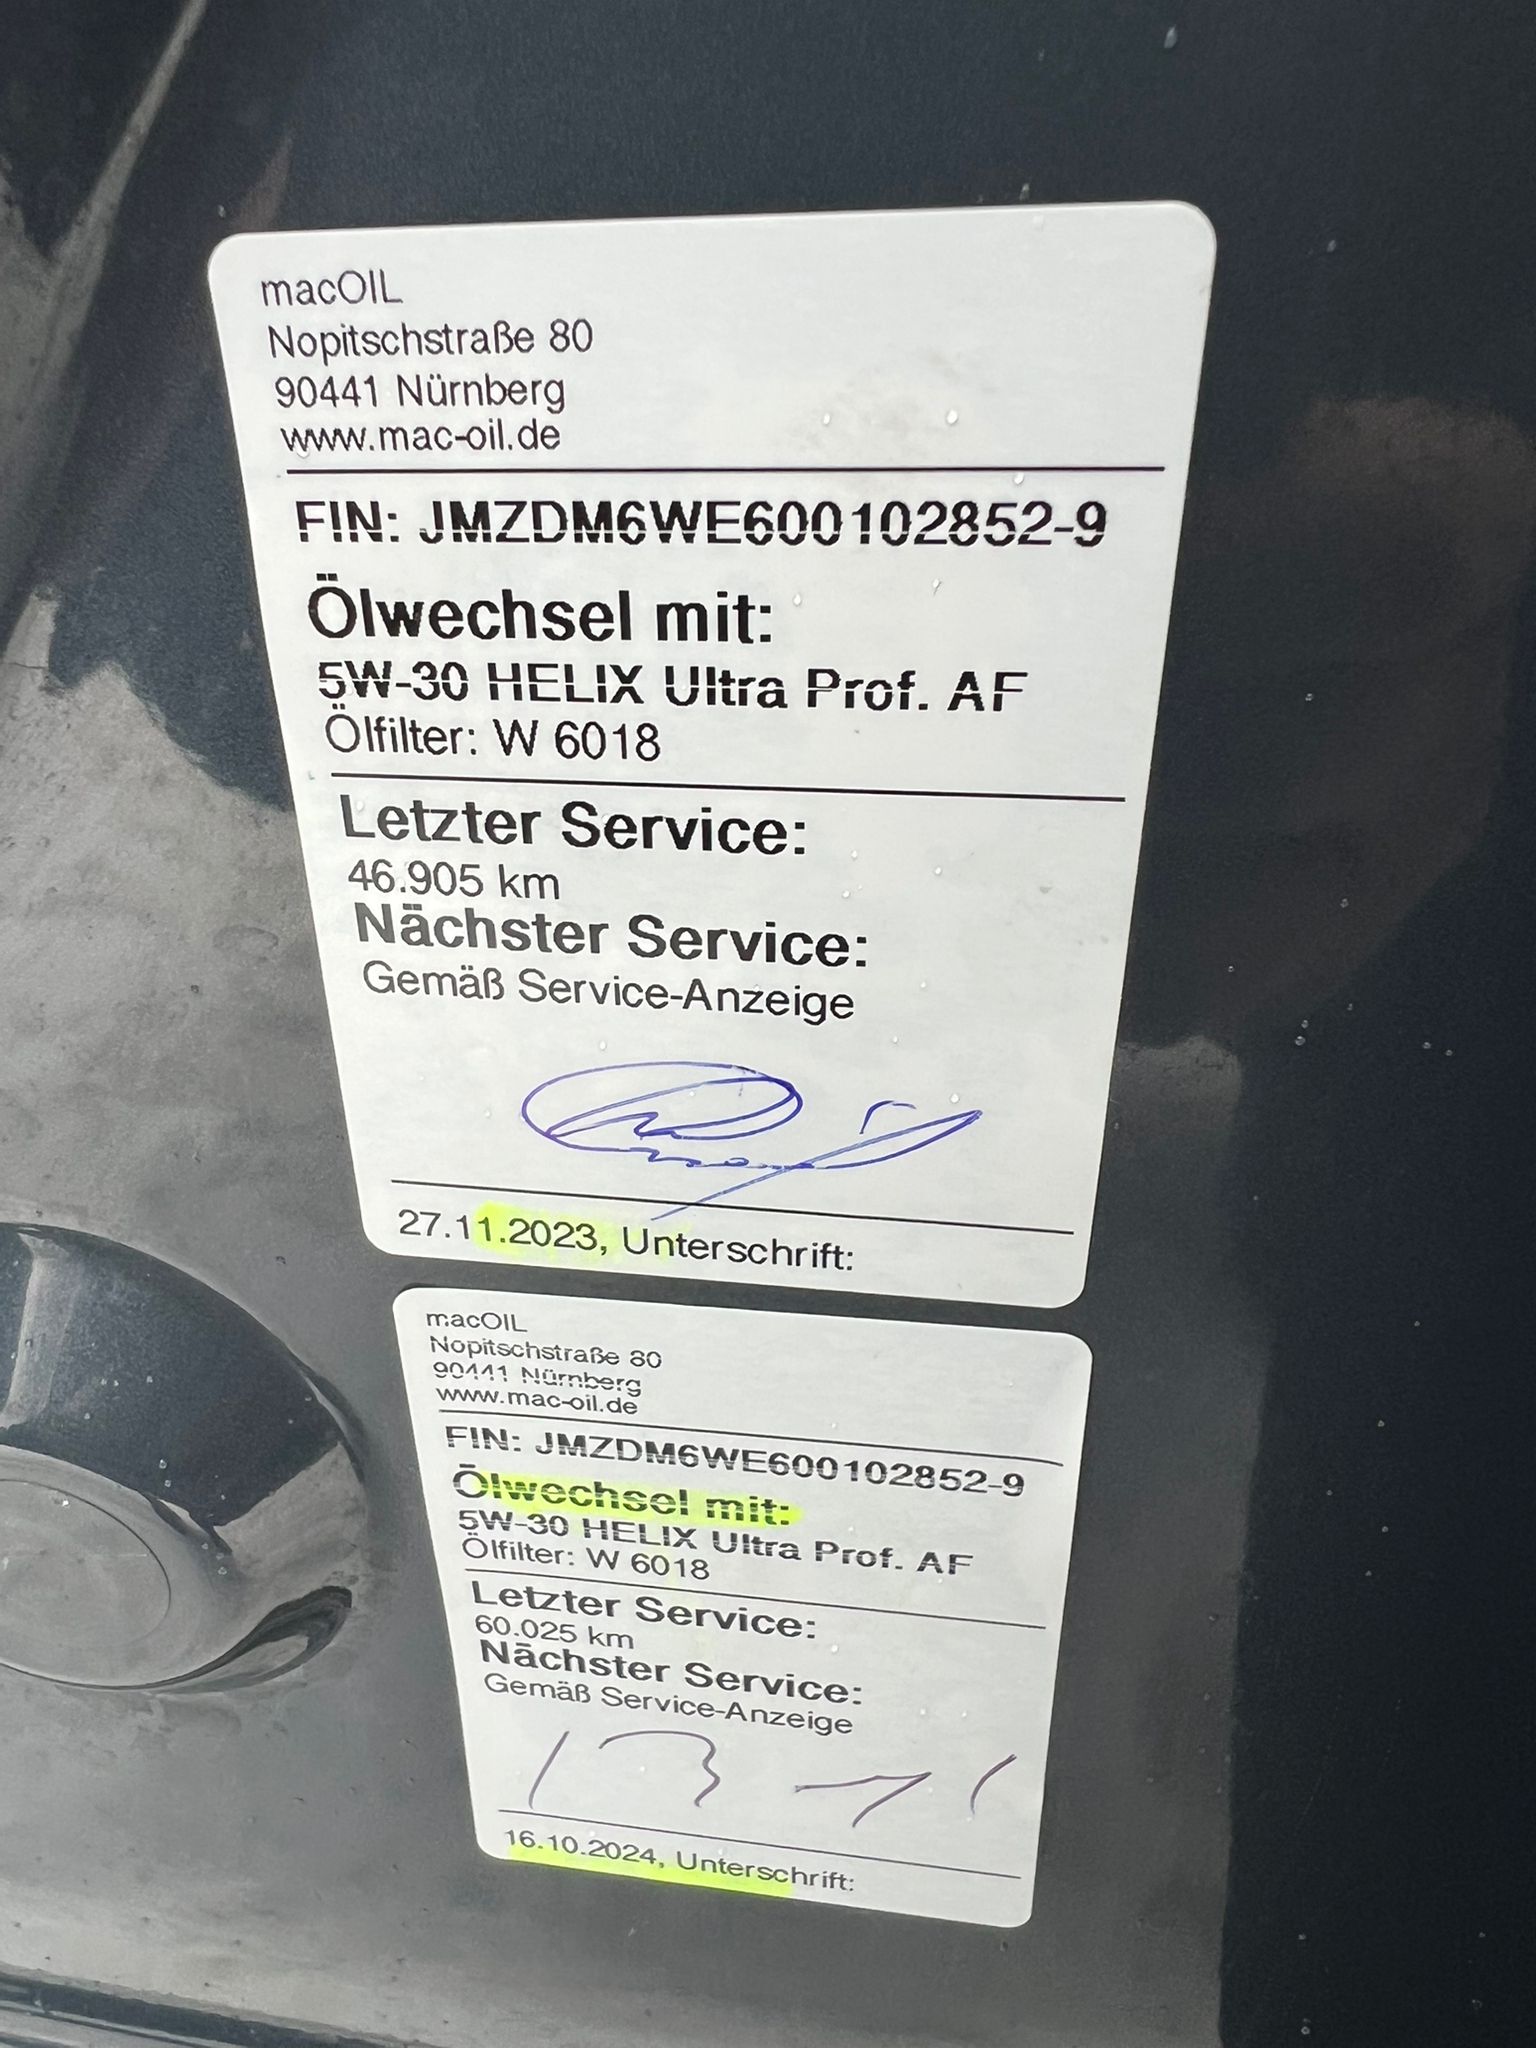 macOIL
Nopitschstraße 80
90441 Nürnberg
www.mac-oil.de
FIN: JMZDM6WE600102852-9
Ölwechsel mit:
5W-30 HELIX Ultra Prof. AF
Ölfilter: W 6018
Letzter Service:
46.905 km
Nächster Service:
Gemäß Service-Anzeige
27.11.2023, Unterschrift:
macOIL
Nopitschstraße 80
90441 Nürnberg
www.mac-oil.de
FIN: JMZDM6WE600102852-9
Ölwechsel mit:
5W-30 HELIX Ultra Prof. AF
Ölfilter: W 6018
Letzter Service:
60.025 km
Nächster Service:
Gemäß Service-Anzeige
16.10.2024, Unterschrift: